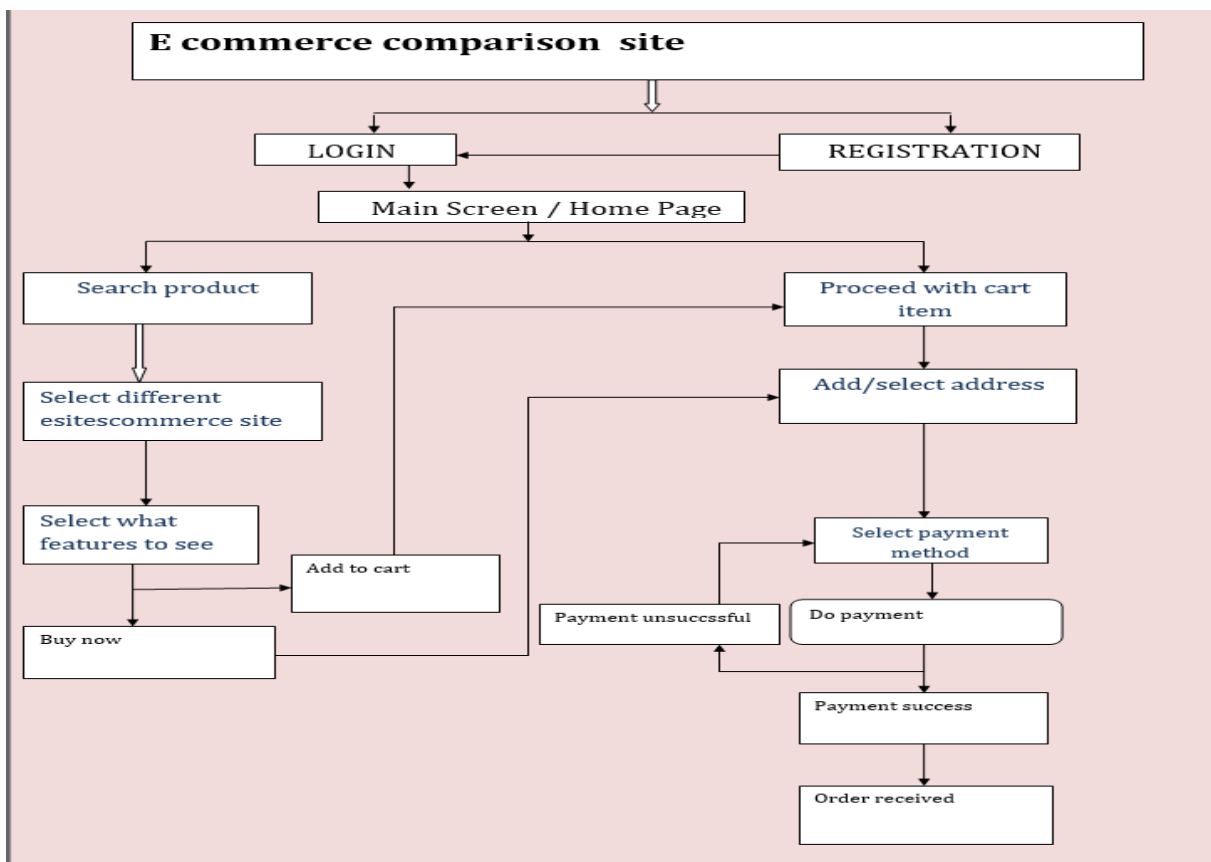 E commerce comparison site
LOGIN
REGISTRATION
Main Screen / Home Page
Search product
Proceed with cart
item
Select different
esitescommerce site
Add/select address
Select what
features to see
Select payment
method
Add to cart
Payment unsuccssful
Do payment
Buy now
Payment success
Order received